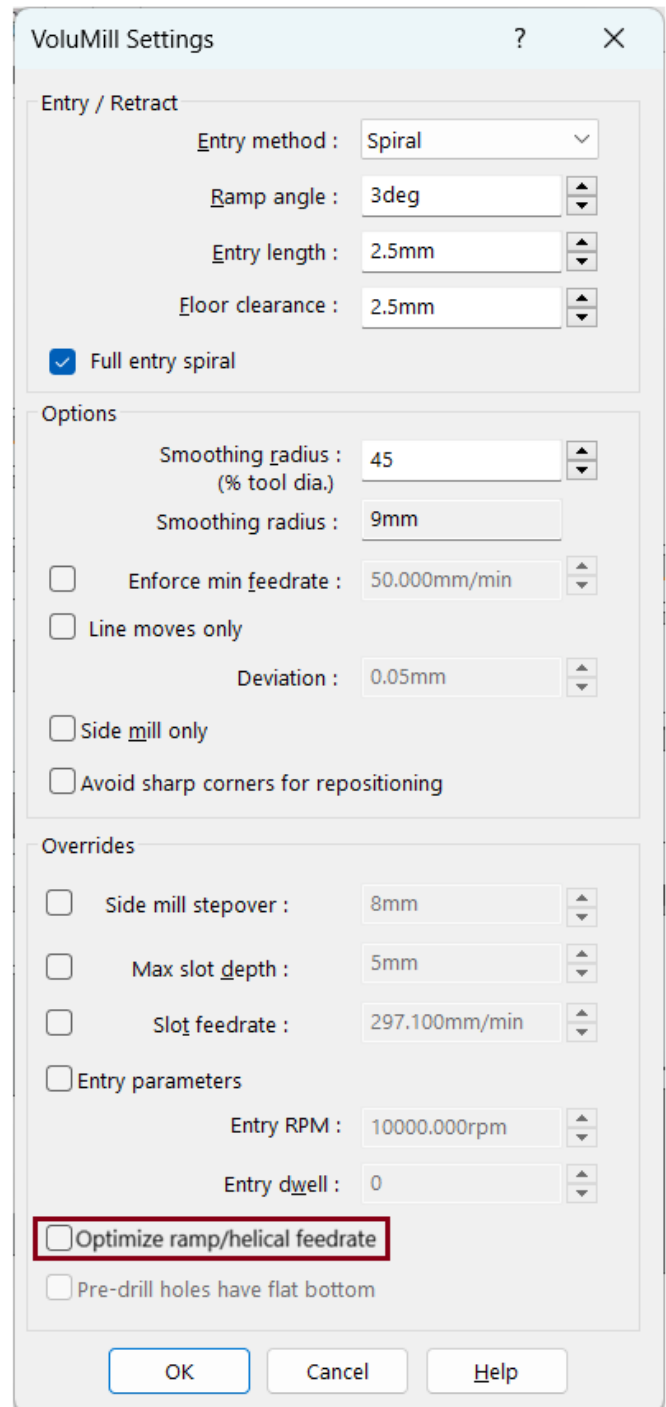 VoluMill Settings ?
Entry / Retract
Entry method : Spiral
Ramp angle : 3deg
Entry length : 2.5mm
Floor clearance : 2.5mm
Full entry spiral
Options
Smoothing radius : 45
(% tool dia.)
Smoothing radius : 9mm
Enforce min feedrate : 50.000mm/min
Line moves only
Deviation : 0.05mm
Side mill only
Avoid sharp corners for repositioning
Overrides
Side mill stepover : 8mm
Max slot depth : 5mm
Slot feedrate : 297.100mm/min
Entry parameters
Entry RPM : 10000.000rpm
Entry dwell : 0
Optimize ramp/helical feedrate
Pre-drill holes have flat bottom
OK Cancel Help